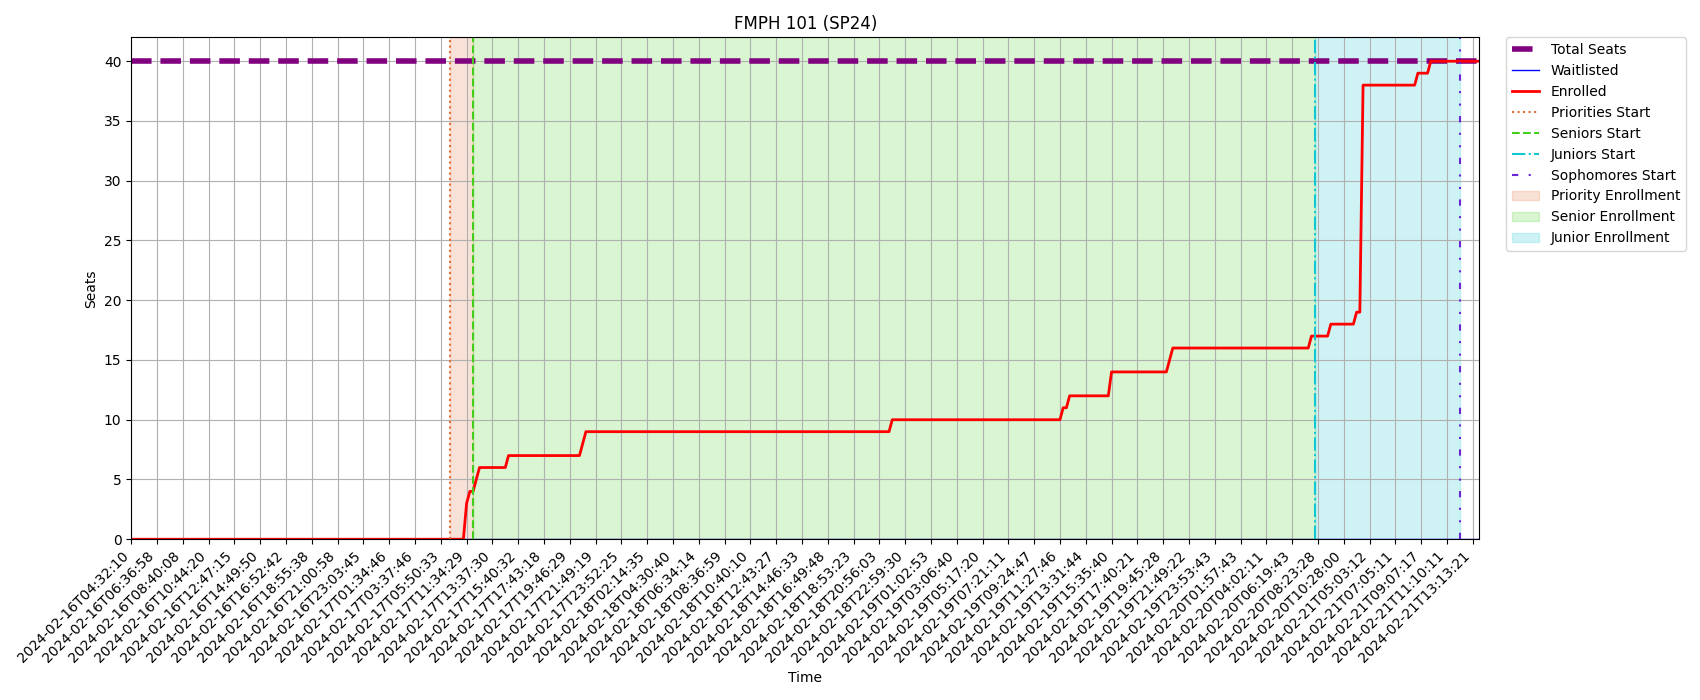 FMPH 101 (SP24)
Total Seats
Waitlisted
Enrolled
Priorities Start
Seniors Start
Juniors Start
Sophomores Start
Priority Enrollment
Senior Enrollment
Junior Enrollment
Seats
40
35
30
25
20
15
10
5
0
2024-02-16T04:32:10
2024-02-16T06:36:58
2024-02-16T08:40:08
2024-02-16T10:44:20
2024-02-16T12:47:15
2024-02-16T14:49:50
2024-02-16T16:52:42
2024-02-16T18:55:38
2024-02-16T21:00:58
2024-02-16T23:03:45
2024-02-17T01:34:46
2024-02-17T03:37:46
2024-02-17T05:50:33
2024-02-17T11:34:29
2024-02-17T13:37:30
2024-02-17T15:40:32
2024-02-17T17:43:18
2024-02-17T19:46:29
2024-02-17T21:49:19
2024-02-17T23:52:25
2024-02-18T02:14:35
2024-02-18T04:30:40
2024-02-18T06:34:14
2024-02-18T08:36:59
2024-02-18T10:40:10
2024-02-18T12:43:27
2024-02-18T14:46:33
2024-02-18T16:49:48
2024-02-18T18:53:23
2024-02-18T20:56:03
2024-02-18T22:59:30
2024-02-19T01:02:53
2024-02-19T03:06:40
2024-02-19T05:17:20
2024-02-19T07:21:11
2024-02-19T09:24:47
2024-02-19T11:27:46
2024-02-19T13:31:44
2024-02-19T15:35:40
2024-02-19T17:40:21
2024-02-19T19:45:28
2024-02-19T21:49:22
2024-02-19T23:53:43
2024-02-20T01:57:43
2024-02-20T04:02:11
2024-02-20T06:19:43
2024-02-20T08:23:28
2024-02-20T10:28:00
2024-02-21T05:03:12
2024-02-21T07:05:11
2024-02-21T09:07:17
2024-02-21T11:10:11
2024-02-21T13:13:21
Time